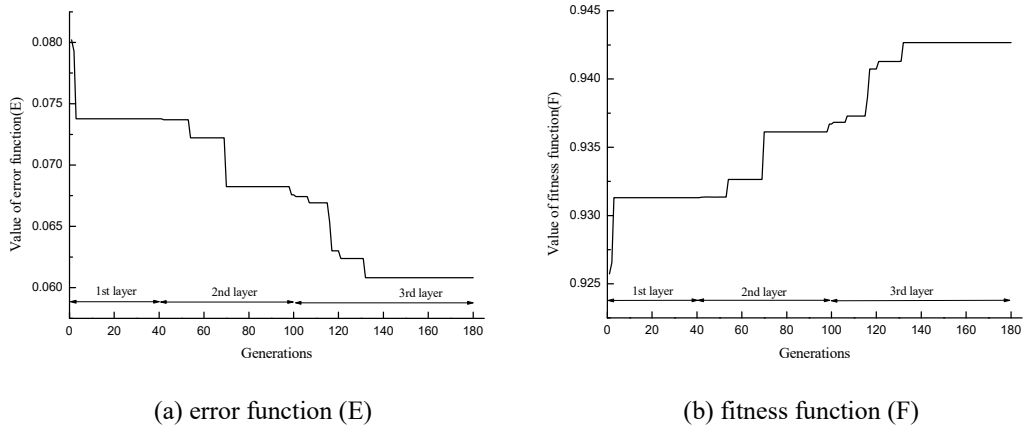 0.080
0.075
0.070
0.065
0.060
Value of error function(E)
1st layer
2nd layer
3rd layer
0 20 40 60 80 100 120 140 160 180
Generations
(a) error function (E)
0.945
0.940
0.935
0.930
0.925
Value of fitness function(F)
1st layer
2nd layer
3rd layer
0 20 40 60 80 100 120 140 160 180
Generations
(b) fitness function (F)